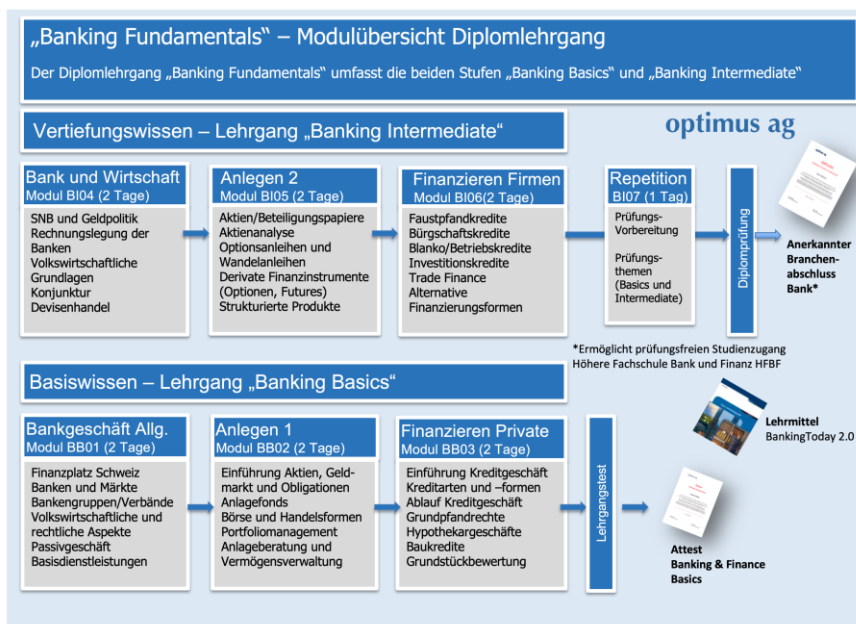 „Banking Fundamentals“ – Modulübersicht Diplomlehrgang
Der Diplomlehrgang „Banking Fundamentals“ umfasst die beiden Stufen „Banking Basics“ und „Banking Intermediate“
Vertiefungswissen – Lehrgang „Banking Intermediate“
optimus ag
Bank und Wirtschaft
Modul BI04 (2 Tage)
SNB und Geldpolitik
Rechnungslegung der
Banken
Volkswirtschaftliche
Grundlagen
Konjunktur
Devisenhandel
Anlegen 2
Modul BI05 (2 Tage)
Aktien/Beteiligungspapiere
Aktienanalyse
Optionsanleihen und
Wandelanleihen
Derivate Finanzinstrumente
(Optionen, Futures)
Strukturierte Produkte
Finanzieren Firmen
Modul BI06(2 Tage)
Faustpfandkredite
Bürgschaftskredite
Blanko/Betriebskredite
Investitionskredite
Trade Finance
Alternative
Finanzierungsformen
Repetition
BI07 (1 Tag)
Prüfungs-
Vorbereitung
Prüfungs-
themen
(Basics und
Intermediate)
Diplomprüfung
Anerkannter
Branchen-
abschluss
Bank*
*Ermöglicht prüfungsfreien Studienzugang
Höhere Fachschule Bank und Finanz HFBF
Basiswissen – Lehrgang „Banking Basics“
Bankgeschäft Allg.
Modul BB01 (2 Tage)
Finanzplatz Schweiz
Banken und Märkte
Bankengruppen/Verbände
Volkswirtschaftliche und
rechtliche Aspekte
Passivgeschäft
Basisdienstleistungen
Anlegen 1
Modul BB02 (2 Tage)
Einführung Aktien, Geld-
markt und Obligationen
Anlagefonds
Börse und Handelsformen
Portfoliomanagement
Anlageberatung und
Vermögensverwaltung
Finanzieren Private
Modul BB03 (2 Tage)
Einführung Kreditgeschäft
Kreditarten und –formen
Ablauf Kreditgeschäft
Grundpfandrechte
Hypothekargeschäfte
Baukredite
Grundstückbewertung
Lehrgangstest
Lehrmittel
BankingToday 2.0
Attest
Banking & Finance
Basics